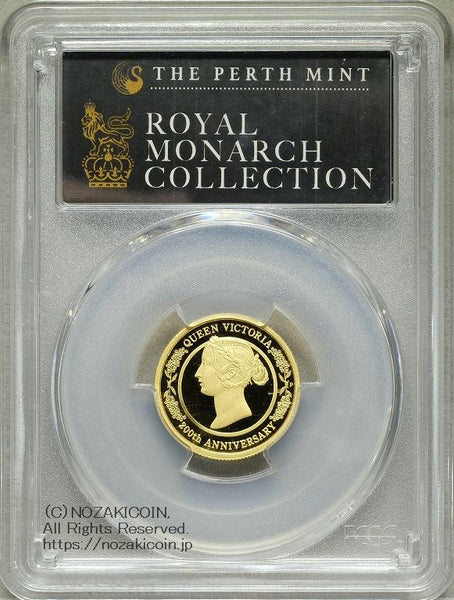 THE PERTH MINT
ROYAL
MONARCH
COLLECTION
QUEEN VICTORIA
P
200th ANNIVERSARY
(C)NOZAKICOIN,
All Rights Reserved.
https://nozakicoin.jp